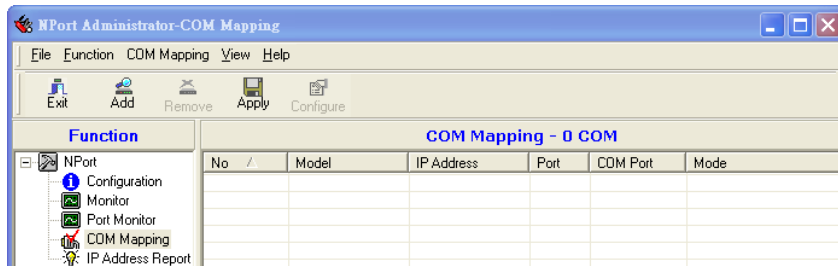 NPort Administrator-COM Mapping
File Function COM Mapping View Help
Exit Add Remove Apply Configure
Function
COM Mapping - 0 COM
No Model IP Address Port COM Port Mode
NPort
Configuration
Monitor
Port Monitor
COM Mapping
IP Address Report